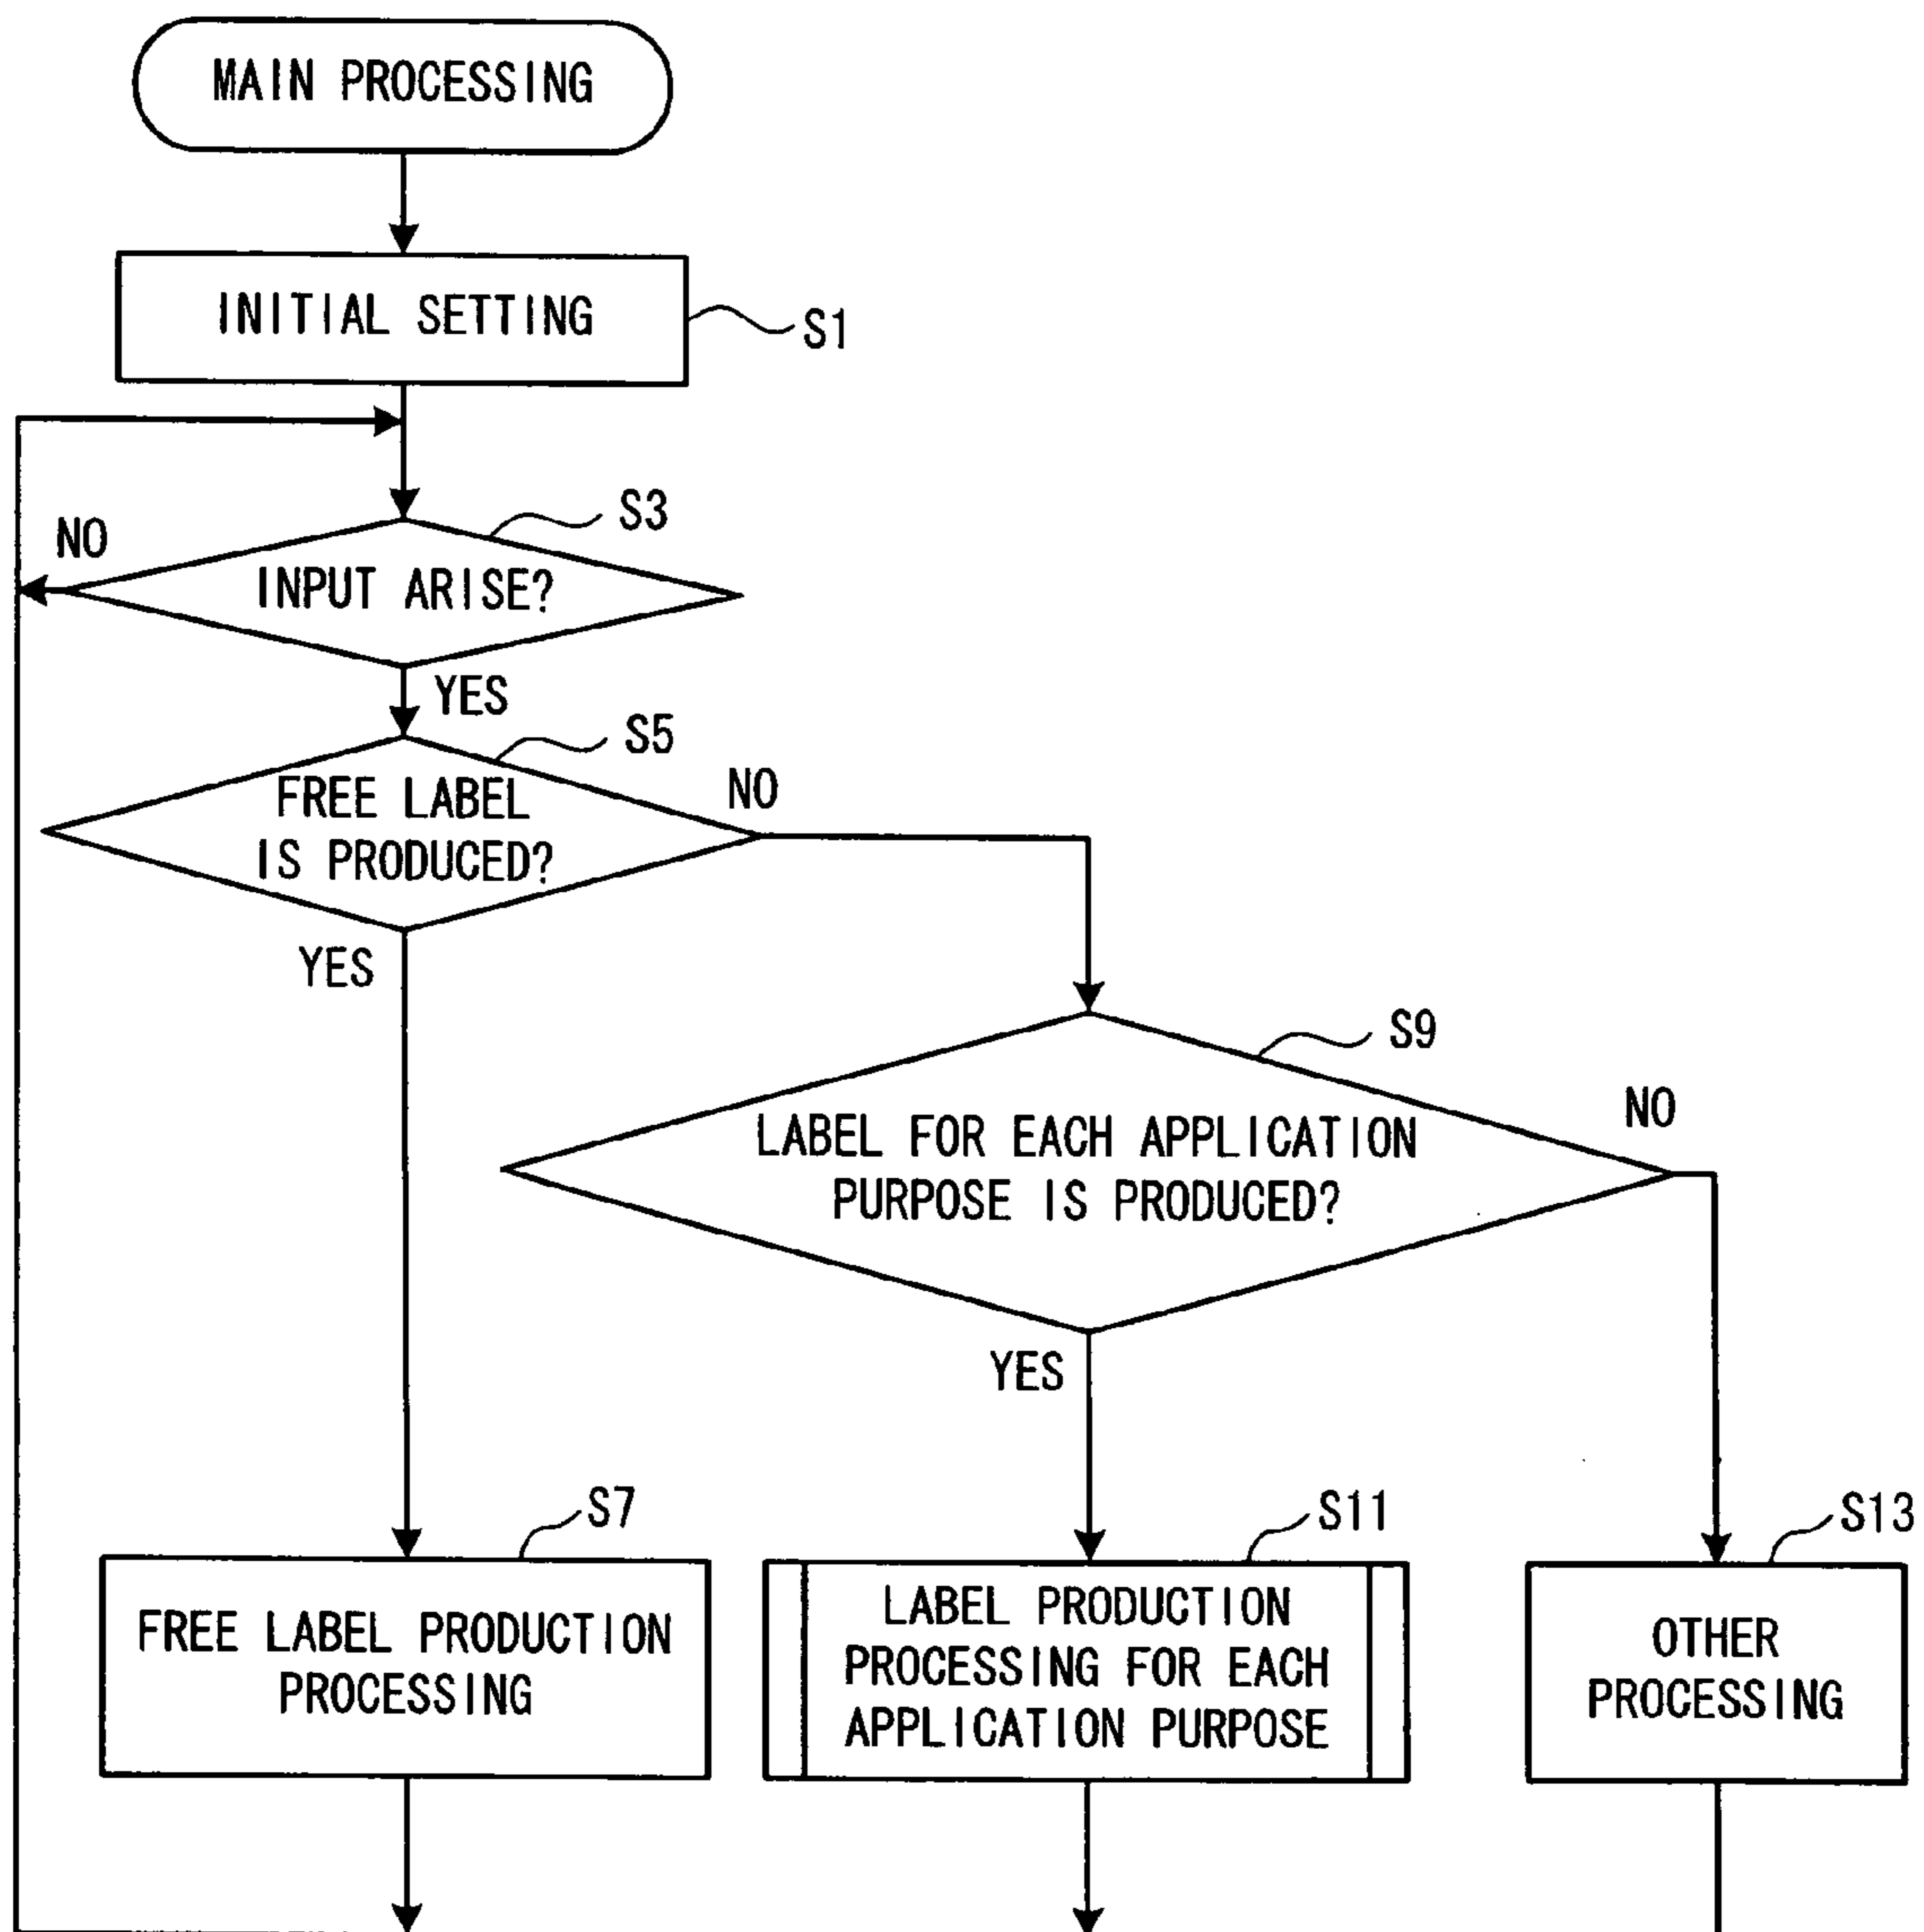 MAIN PROCESSING
INITIAL SETTING
S1
S3
NO
INPUT ARISE?
YES
S5
FREE LABEL
IS PRODUCED?
NO
YES
S9
LABEL FOR EACH APPLICATION
PURPOSE IS PRODUCED?
NO
YES
S7
FREE LABEL PRODUCTION
PROCESSING
S11
LABEL PRODUCTION
PROCESSING FOR EACH
APPLICATION PURPOSE
S13
OTHER
PROCESSING